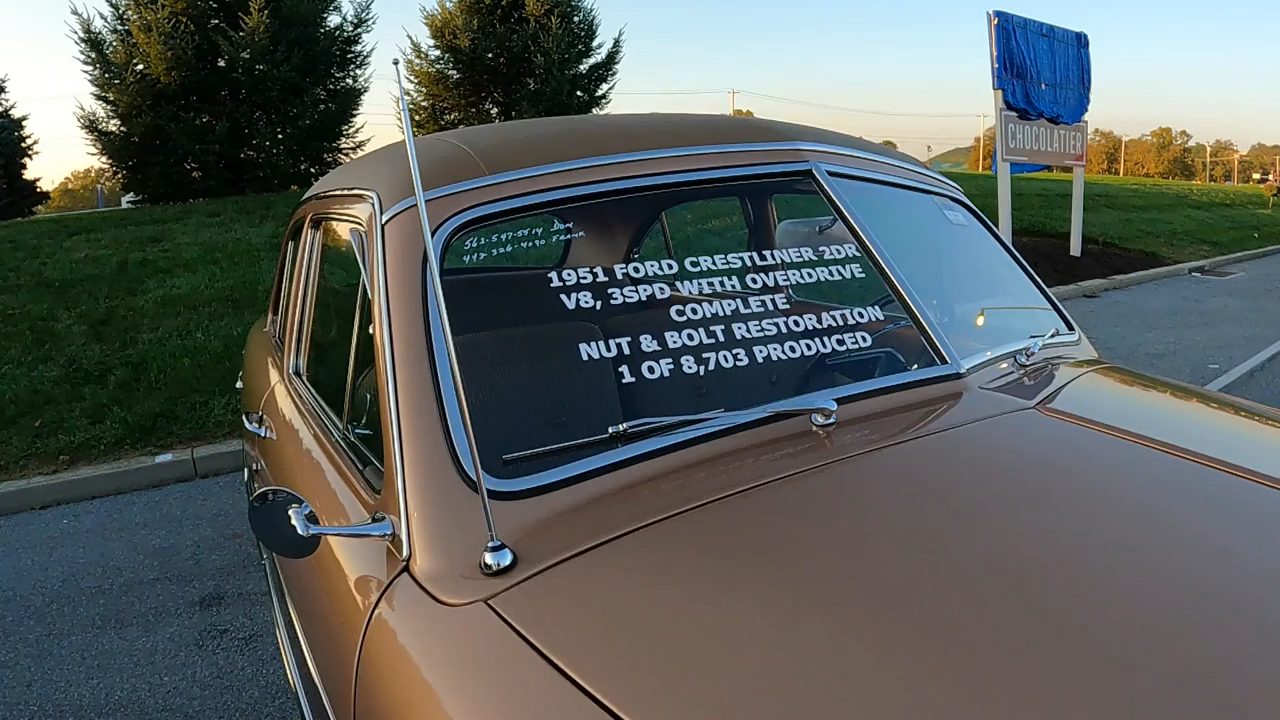 CHOCOLATIER
562-547-5514 Don
443-326-4090 FRANK
1951 FORD CRESTLINER 2DR
V8, 3SPD WITH OVERDRIVE
COMPLETE
NUT & BOLT RESTORATION
1 OF 8,703 PRODUCED